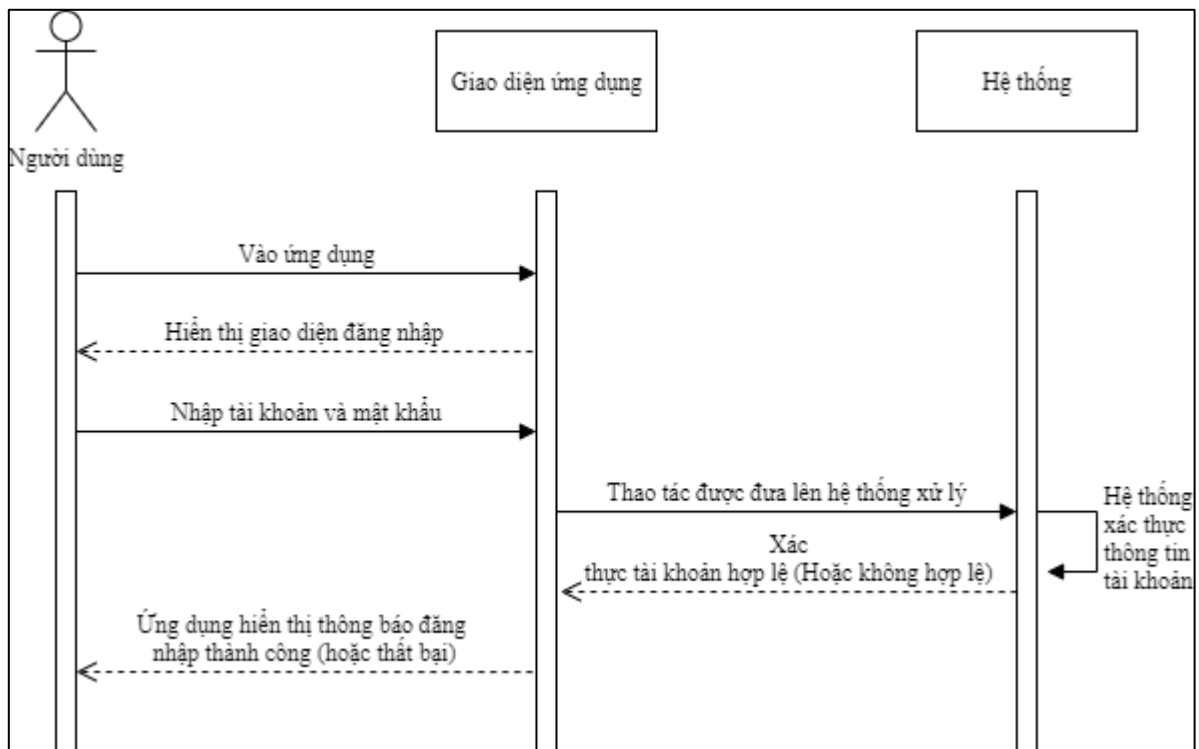 Giao diện ứng dụng
Hệ thống
Người dùng
Vào ứng dụng
Hiển thị giao diện đăng nhập
Nhập tài khoản và mật khẩu
Thao tác được đưa lên hệ thống xử lý
Hệ thống
xác thực
thông tin
tài khoản
Xác
thực tài khoản hợp lệ (Hoặc không hợp lệ)
Ứng dụng hiển thị thông báo đăng
nhập thành công (hoặc thất bại)